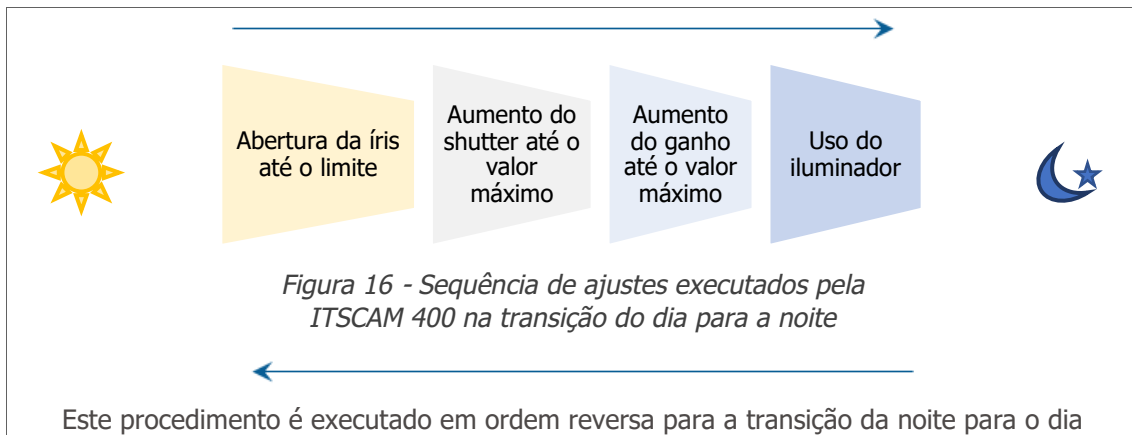 Abertura da íris
até o limite
Aumento do
shutter até o
valor
máximo
Aumento
do ganho
até o valor
máximo
Uso do
iluminador
Figura 16 - Sequência de ajustes executados pela
ITSCAM 400 na transição do dia para a noite
Este procedimento é executado em ordem reversa para a transição da noite para o dia